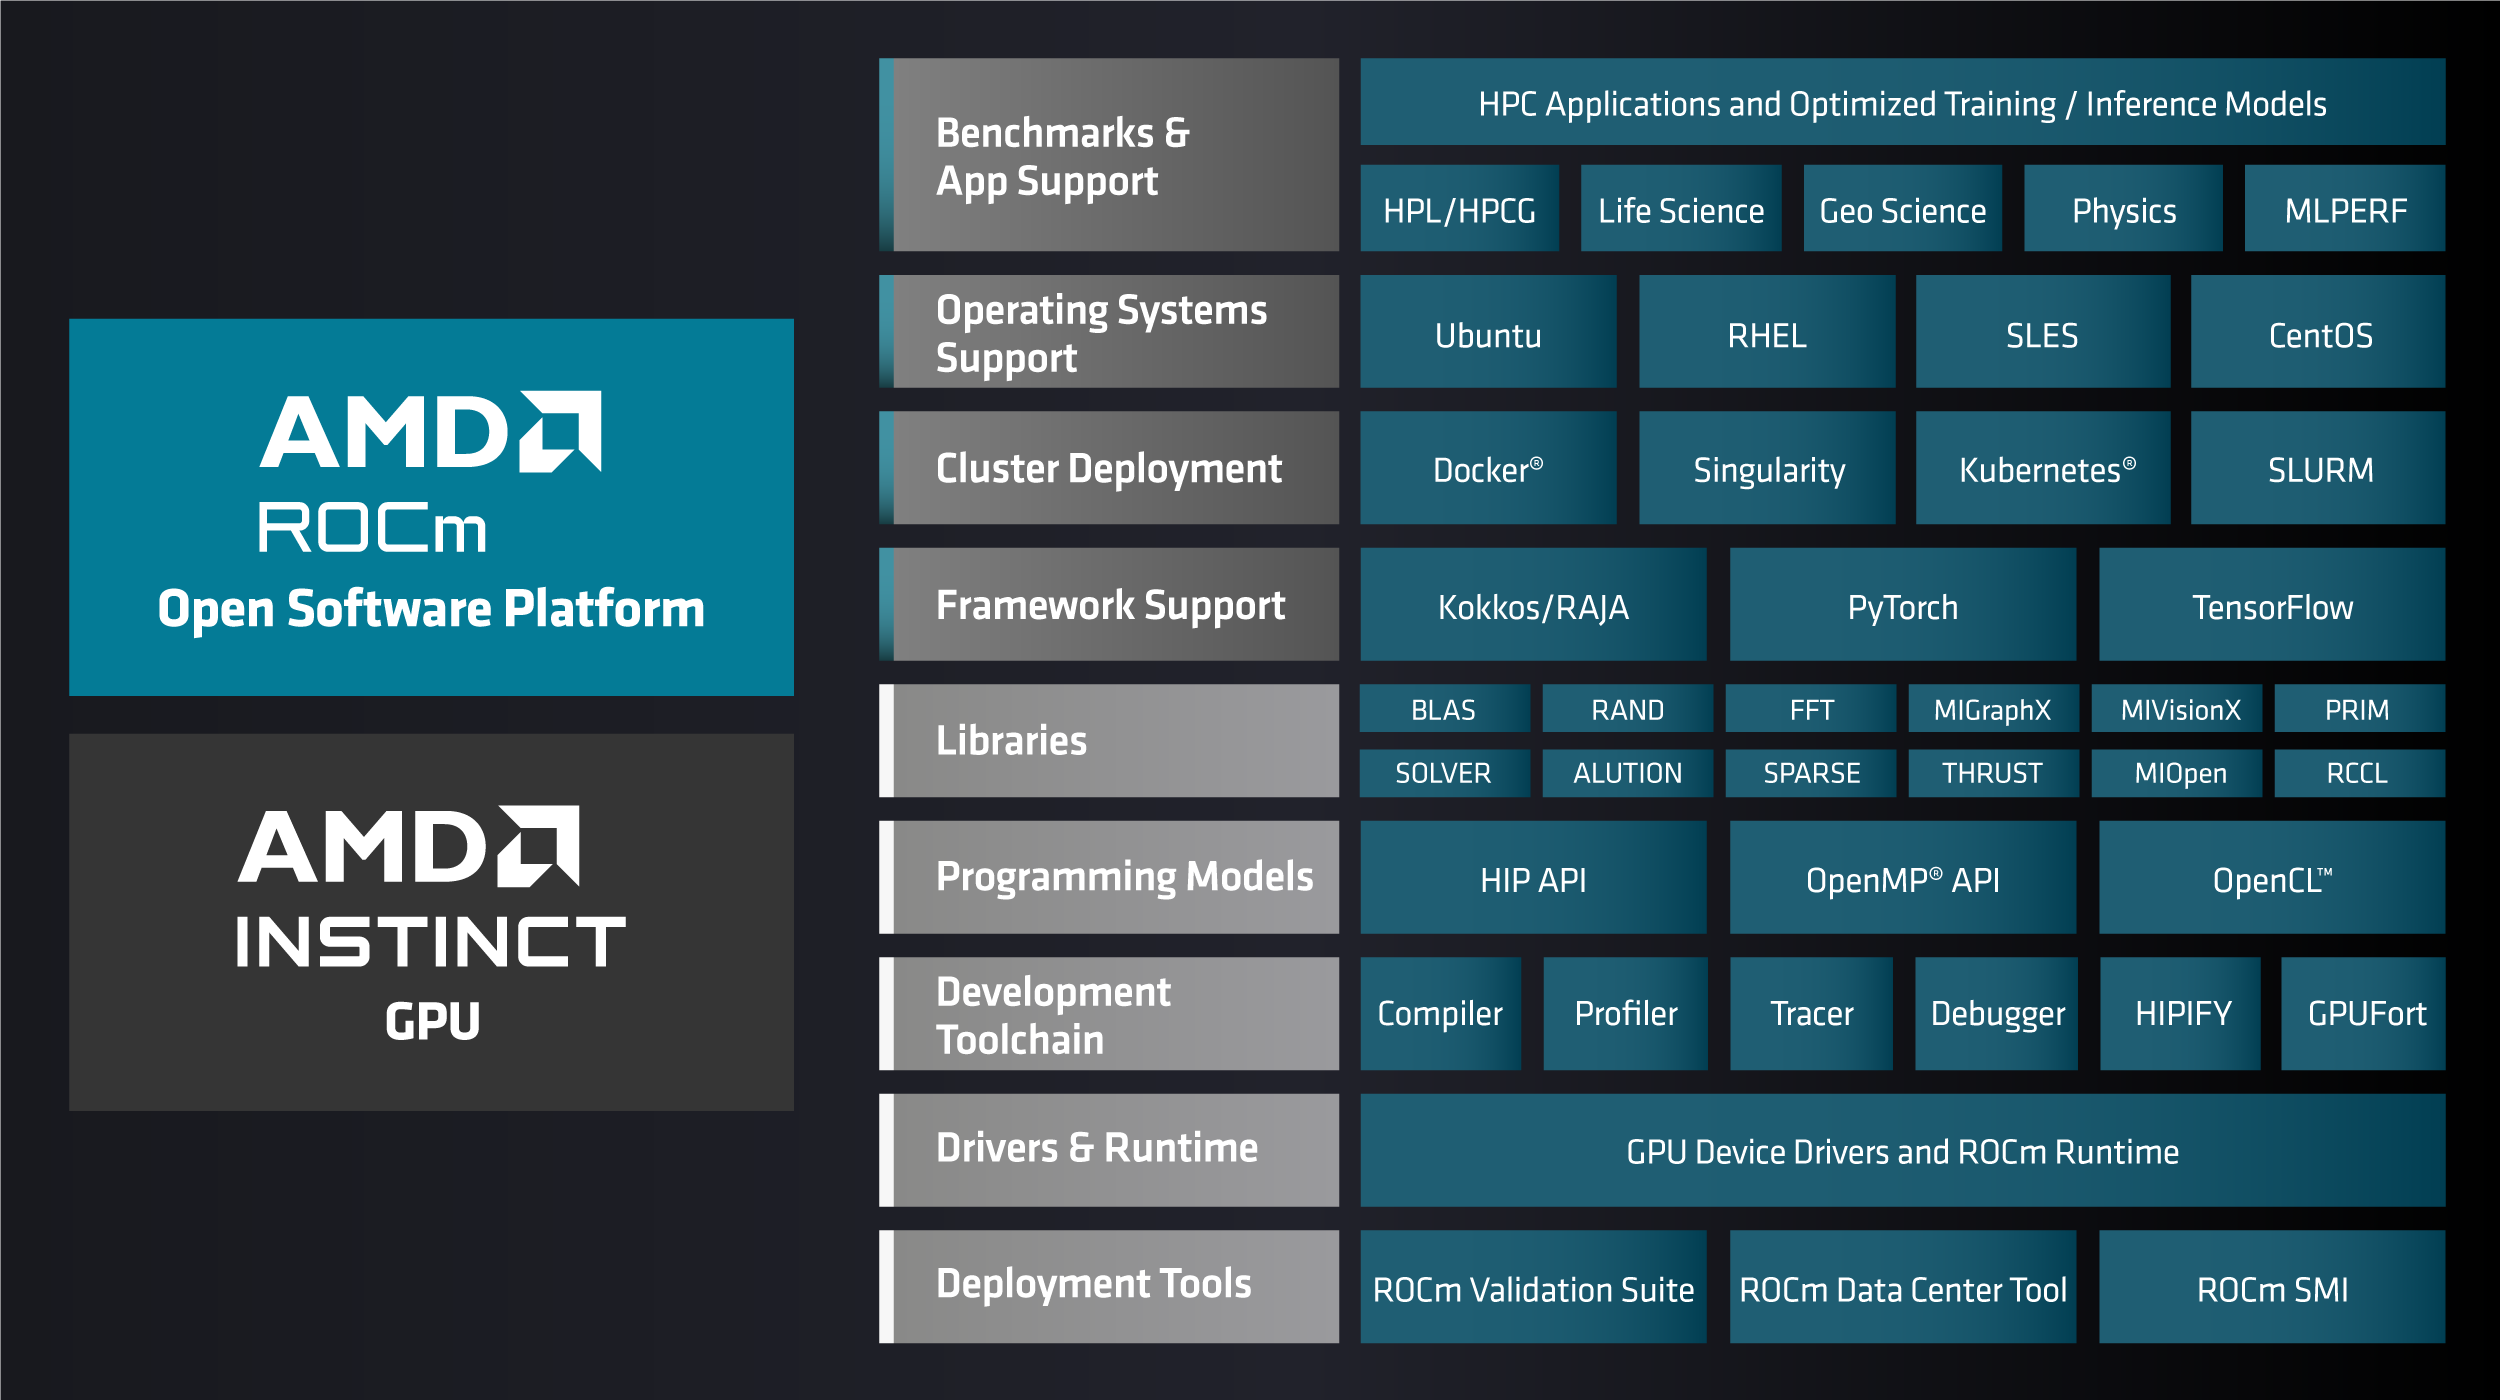 AMD
ROCm
Open Software Platform
AMD
INSTINCT
GPU
Benchmarks &
App Support
HPC Applications and Optimized Training / Inference Models
HPL/HPCG
Life Science
Geo Science
Physics
MLPERF
Operating Systems
Support
Ubuntu
RHEL
SLES
CentOS
Cluster Deployment
Docker®
Singularity
Kubernetes®
SLURM
Framework Support
Kokkos/RAJA
PyTorch
TensorFlow
Libraries
BLAS
RAND
FFT
MIGraphX
MIVisionX
PRIM
SOLVER
ALUTION
SPARSE
THRUST
MIOpen
RCCL
Programming Models
HIP API
OpenMP® API
OpenCL™
Development
Toolchain
Compiler
Profiler
Tracer
Debugger
HIPIFY
GPUFort
Drivers & Runtime
GPU Device Drivers and ROCm Runtime
Deployment Tools
ROCm Validation Suite
ROCm Data Center Tool
ROCm SMI